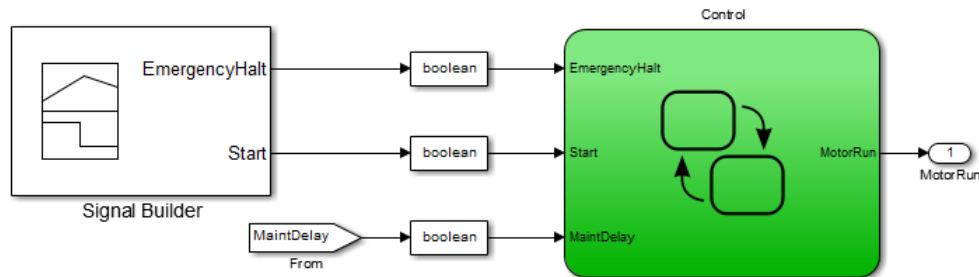 Control
EmergencyHalt
boolean
EmergencyHalt
Start
boolean
Start
MotorRun
1
MotorRun
Signal Builder
MaintDelay
boolean
MaintDelay
From